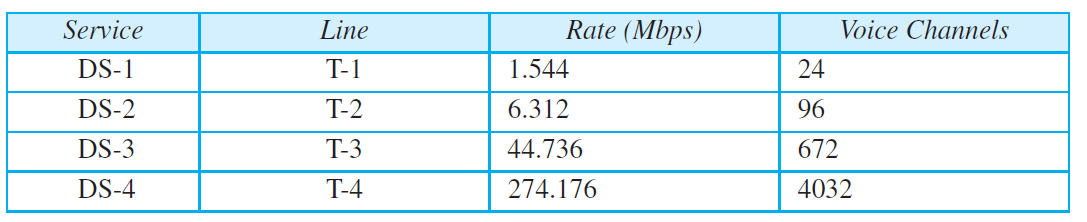 Service Line Rate (Mbps) Voice Channels
DS-1 T-1 1.544 24
DS-2 T-2 6.312 96
DS-3 T-3 44.736 672
DS-4 T-4 274.176 4032